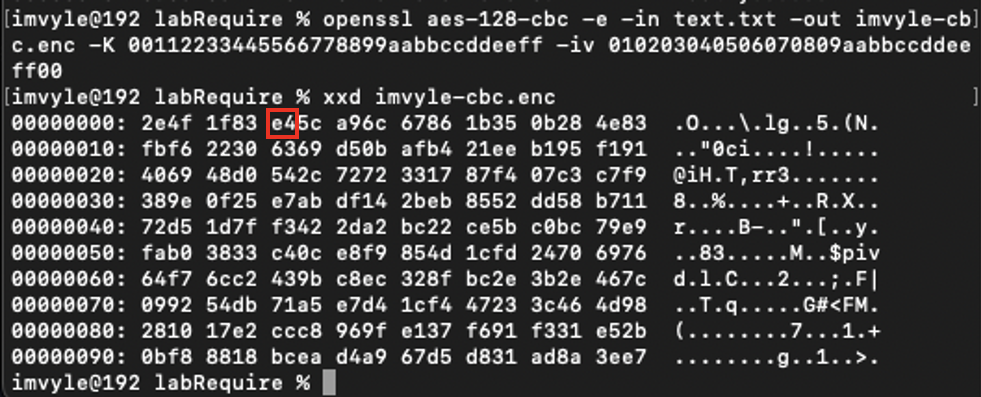 [imvyle@192 labRequire % openssl aes-128-cbc -e -in text.txt -out imvyle-cb]
c.enc -K 00112233445566778899aabbccddeeff -iv 010203040506070809aabbccddee
ff00
[imvyle@192 labRequire % xxd imvyle-cbc.enc ]
00000000: 2e4f 1f83 e45c a96c 6786 1b35 0b28 4e83  .O...\.lg..5.(N.
00000010: fbf6 2230 6369 d50b afb4 21ee b195 f191  .."0ci....!.....
00000020: 4069 48d0 542c 7272 3317 87f4 07c3 c7f9  @iH.T,rr3.......
00000030: 389e 0f25 e7ab df14 2beb 8552 dd58 b711  8..%....+..R.X..
00000040: 72d5 1d7f f342 2da2 bc22 ce5b c0bc 79e9  r....B-..".[..y.
00000050: fab0 3833 c40c e8f9 854d 1cfd 2470 6976  ..83.....M..$piv
00000060: 64f7 6cc2 439b c8ec 328f bc2e 3b2e 467c  d.l.C...2...;.F|
00000070: 0992 54db 71a5 e7d4 1cf4 4723 3c46 4d98  ..T.q.....G#<FM.
00000080: 2810 17e2 ccc8 969f e137 f691 f331 e52b  (........7...1.+
00000090: 0bf8 8818 bcea d4a9 67d5 d831 ad8a 3ee7  ........g..1..>.
imvyle@192 labRequire %